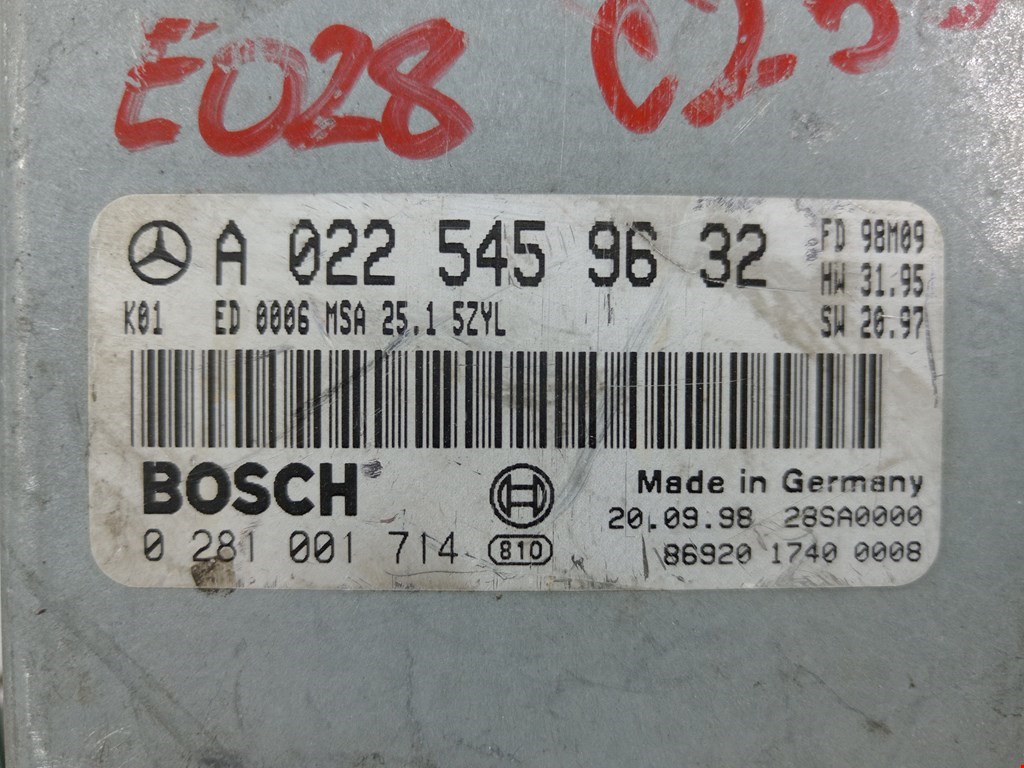 E028
A 022 545 96 32
FD 98M09
HW 31.95
K01 ED 0006 MSA 25.1 5ZYL
SW 20.97
BOSCH
Made in Germany
20.09.98 28SA0000
0 281 001 714 810
86920 1740 0008